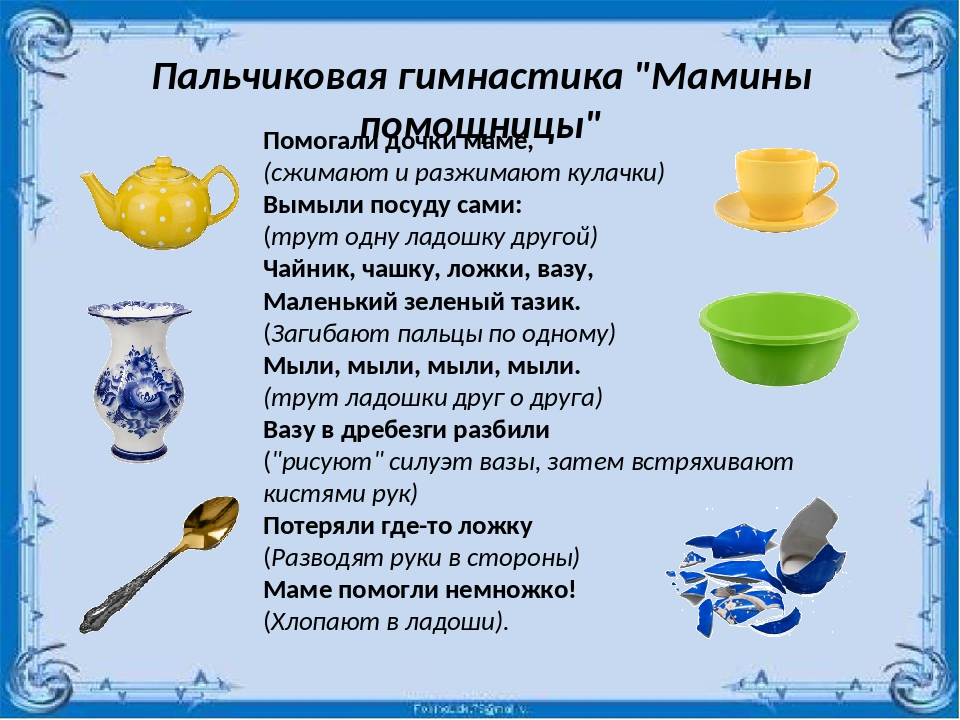 Пальчиковая гимнастика "Мамины
помощницы"
Помогали дочки маме,
(сжимают и разжимают кулачки)
Вымыли посуду сами:
(трут одну ладошку другой)
Чайник, чашку, ложки, вазу,
Маленький зеленый тазик.
(Загибают пальцы по одному)
Мыли, мыли, мыли, мыли.
(трут ладошки друг о друга)
Вазу в дребезги разбили
("рисуют" силуэт вазы, затем встряхивают
кистями рук)
Потеряли где-то ложку
(Разводят руки в стороны)
Маме помогли немножко!
(Хлопают в ладоши).